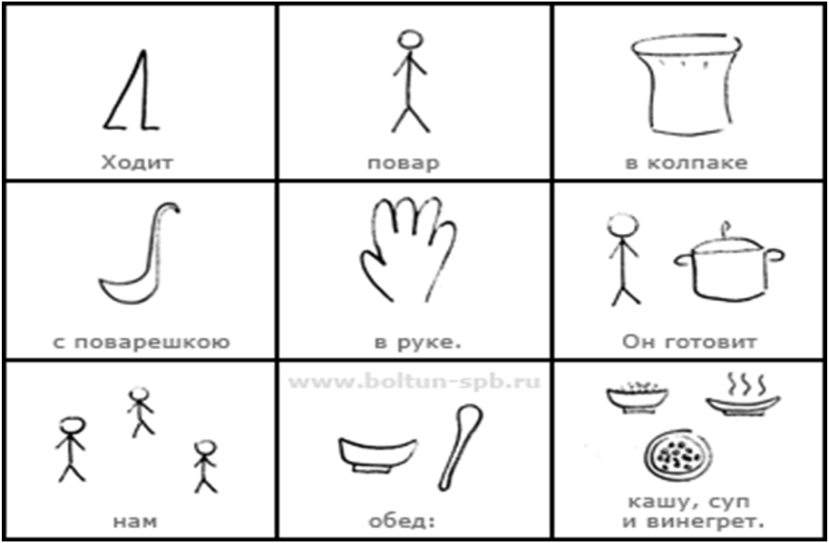 Ходит
повар
в колпаке
с поварешкою
в руке.
Он готовит
нам
www.boltun-spb.ru
обед:
кашу, суп
и винегрет.